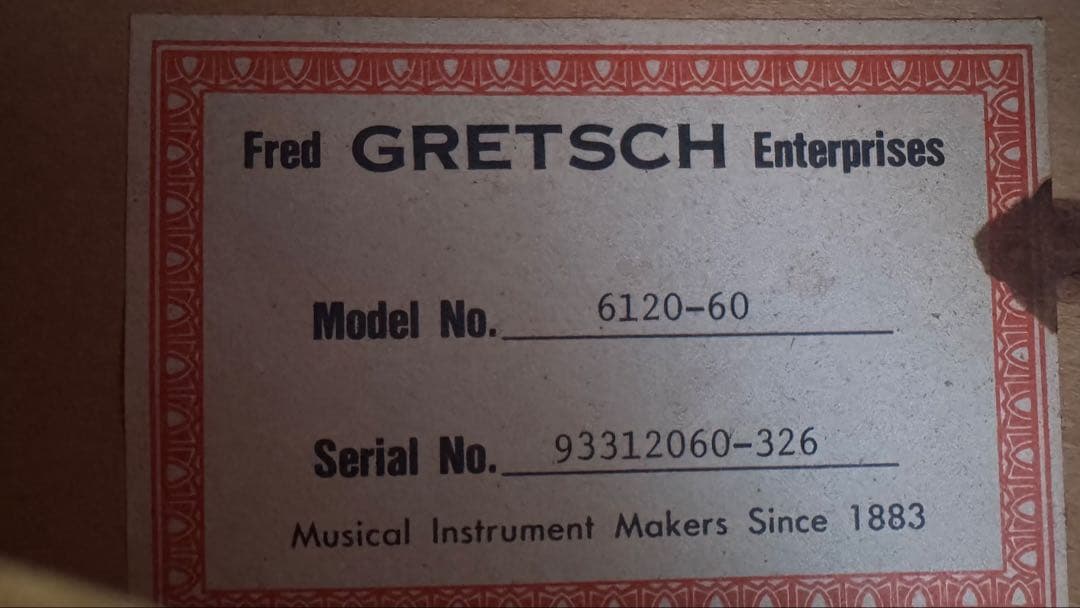 Fred GRETSCH Enterprises
Model No. 6120-60
Serial No. 93312060-326
Musical Instrument Makers Since 1883